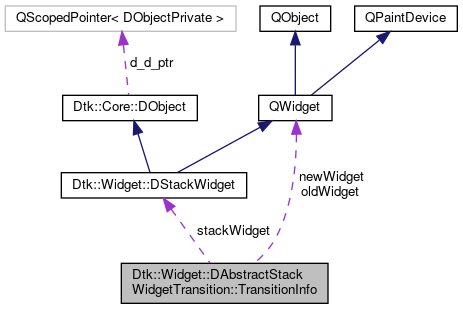 QScopedPointer< DObjectPrivate >
QObject
QPaintDevice
d_d_ptr
Dtk::Core::DObject
QWidget
newWidget
oldWidget
Dtk::Widget::DStackWidget
stackWidget
Dtk::Widget::DAbstractStack
WidgetTransition::TransitionInfo